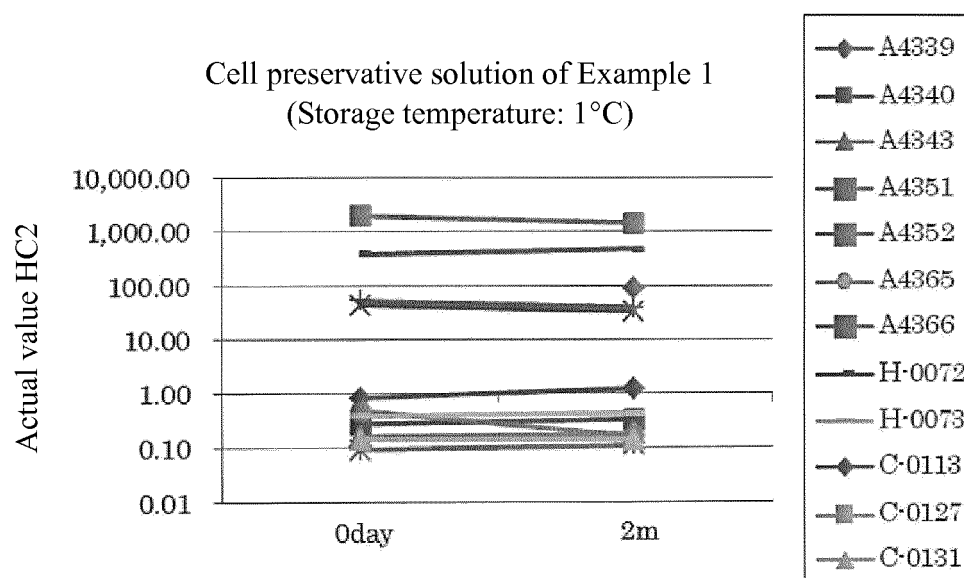 Cell preservative solution of Example 1
(Storage temperature: 1°C)
Actual value HC2
10,000.00
1,000.00
100.00
10.00
1.00
0.10
0.01
0day
2m
A4339
A4340
A4343
A4351
A4352
A4365
A4366
H-0072
H-0073
C-0113
C-0127
C-0131